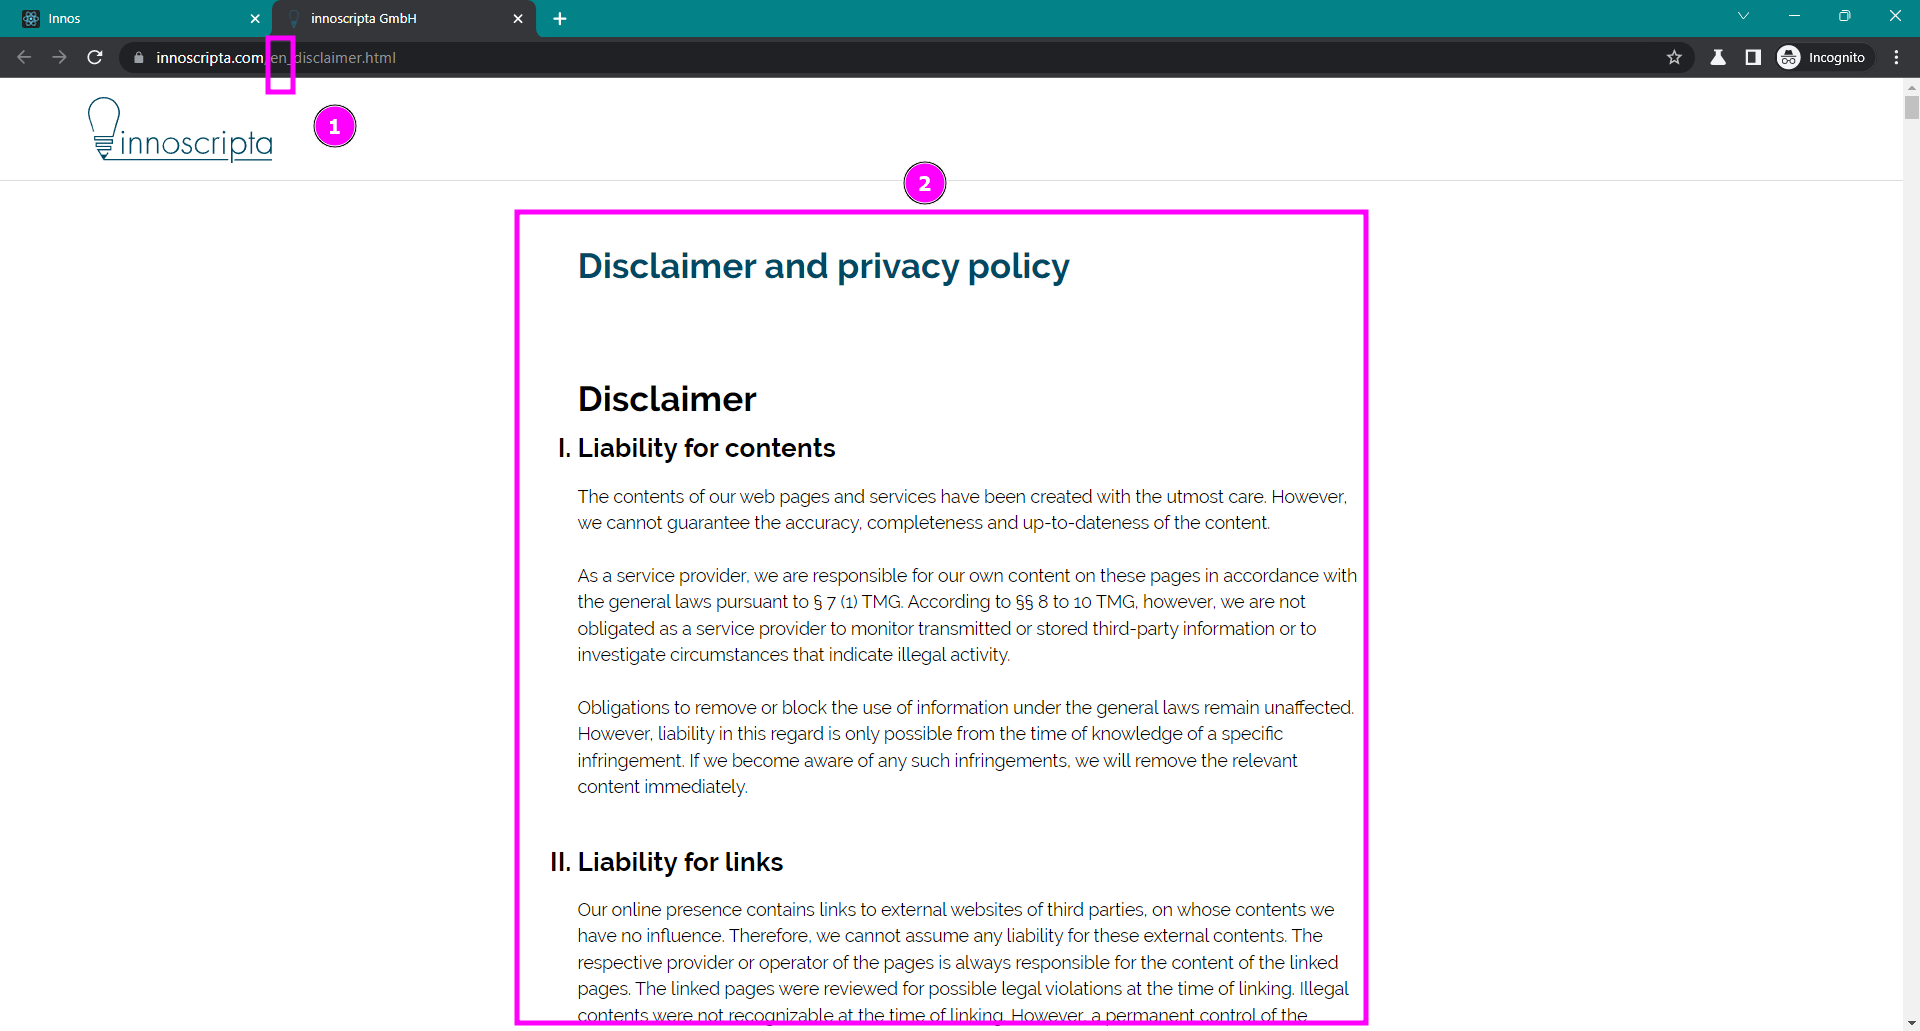 Innos
innoscripta GmbH
innoscripta.com/en_disclaimer.html
Incognito
innoscripta
1
2
Disclaimer and privacy policy
Disclaimer
I. Liability for contents
The contents of our web pages and services have been created with the utmost care. However,
we cannot guarantee the accuracy, completeness and up-to-dateness of the content.
As a service provider, we are responsible for our own content on these pages in accordance with
the general laws pursuant to § 7 (1) TMG. According to §§ 8 to 10 TMG, however, we are not
obligated as a service provider to monitor transmitted or stored third-party information or to
investigate circumstances that indicate illegal activity.
Obligations to remove or block the use of information under the general laws remain unaffected.
However, liability in this regard is only possible from the time of knowledge of a specific
infringement. If we become aware of any such infringements, we will remove the relevant
content immediately.
II. Liability for links
Our online presence contains links to external websites of third parties, on whose contents we
have no influence. Therefore, we cannot assume any liability for these external contents. The
respective provider or operator of the pages is always responsible for the content of the linked
pages. The linked pages were reviewed for possible legal violations at the time of linking. Illegal
contents were not recognizable at the time of linking. However, a permanent control of the